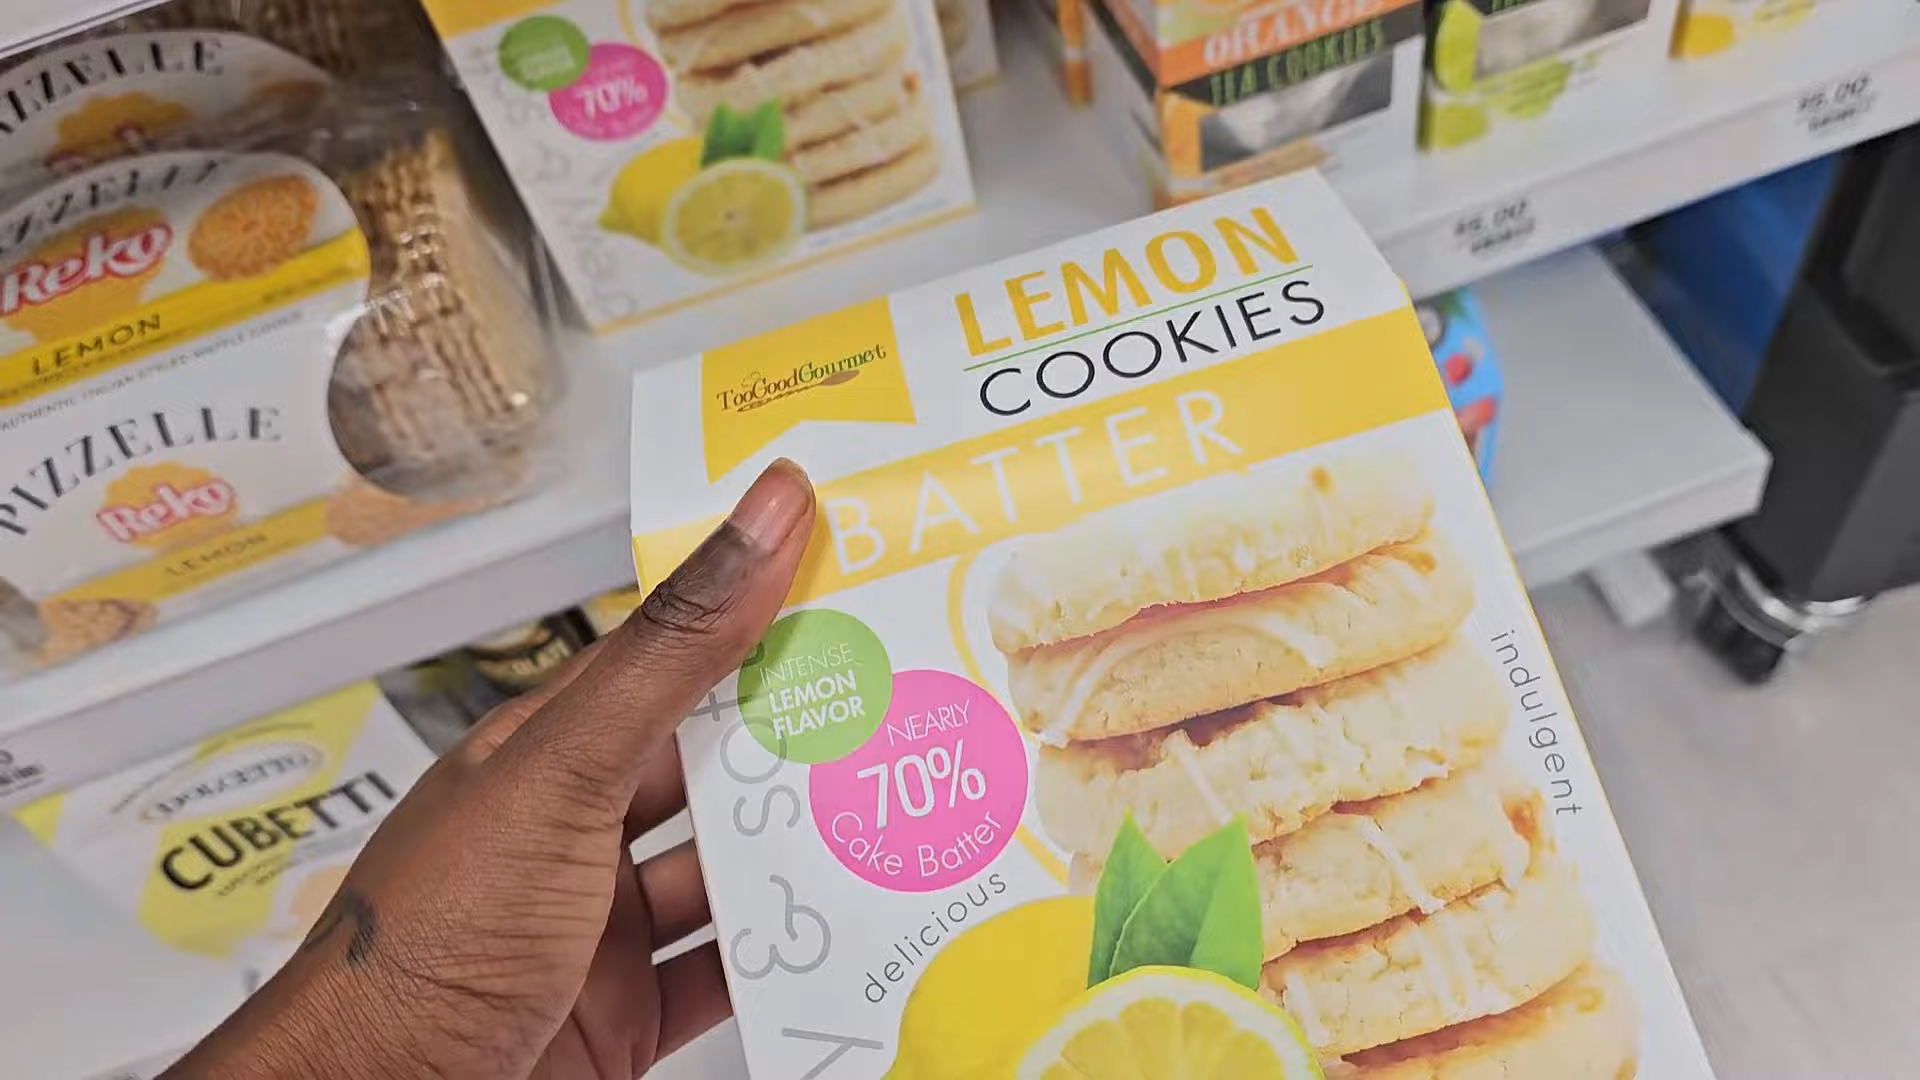 PIZZELLE
PIZZELLE
Reko
LEMON
PIZZELLE
Reko
LEMON
70%
ORANGE
TEA COOKIES
TooGoodGourmet
LEMON
COOKIES
BATTER
INTENSE
LEMON
FLAVOR
NEARLY
70%
Cake Batter
delicious
indulgent
&
CUBETTI